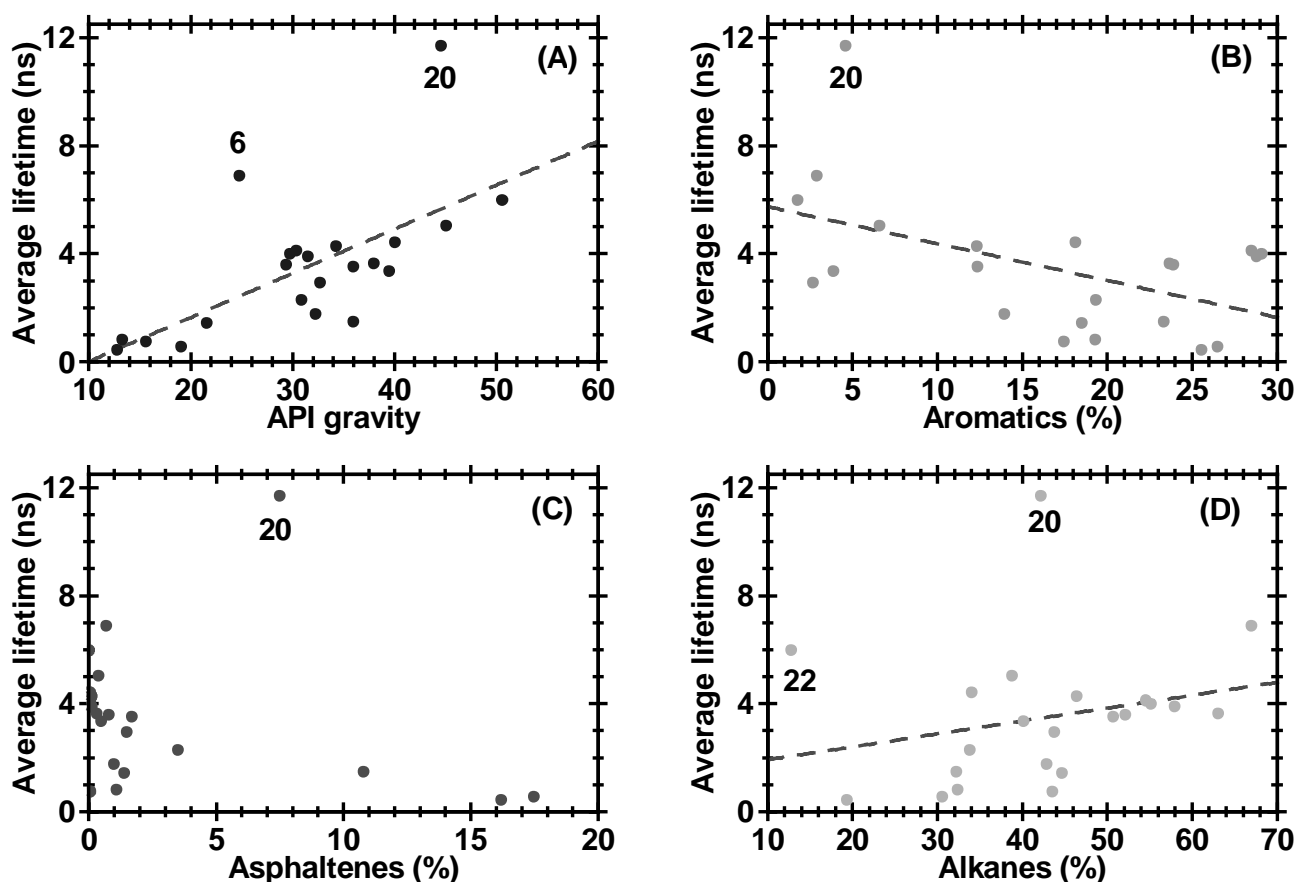 Average lifetime (ns)
12
8
4
0
(A)
20
6
10 20 30 40 50 60
API gravity
Average lifetime (ns)
12
8
4
0
(B)
20
0 5 10 15 20 25 30
Aromatics (%)
Average lifetime (ns)
12
8
4
0
(C)
20
0 5 10 15 20
Asphaltenes (%)
Average lifetime (ns)
12
8
4
0
(D)
20
22
10 20 30 40 50 60 70
Alkanes (%)